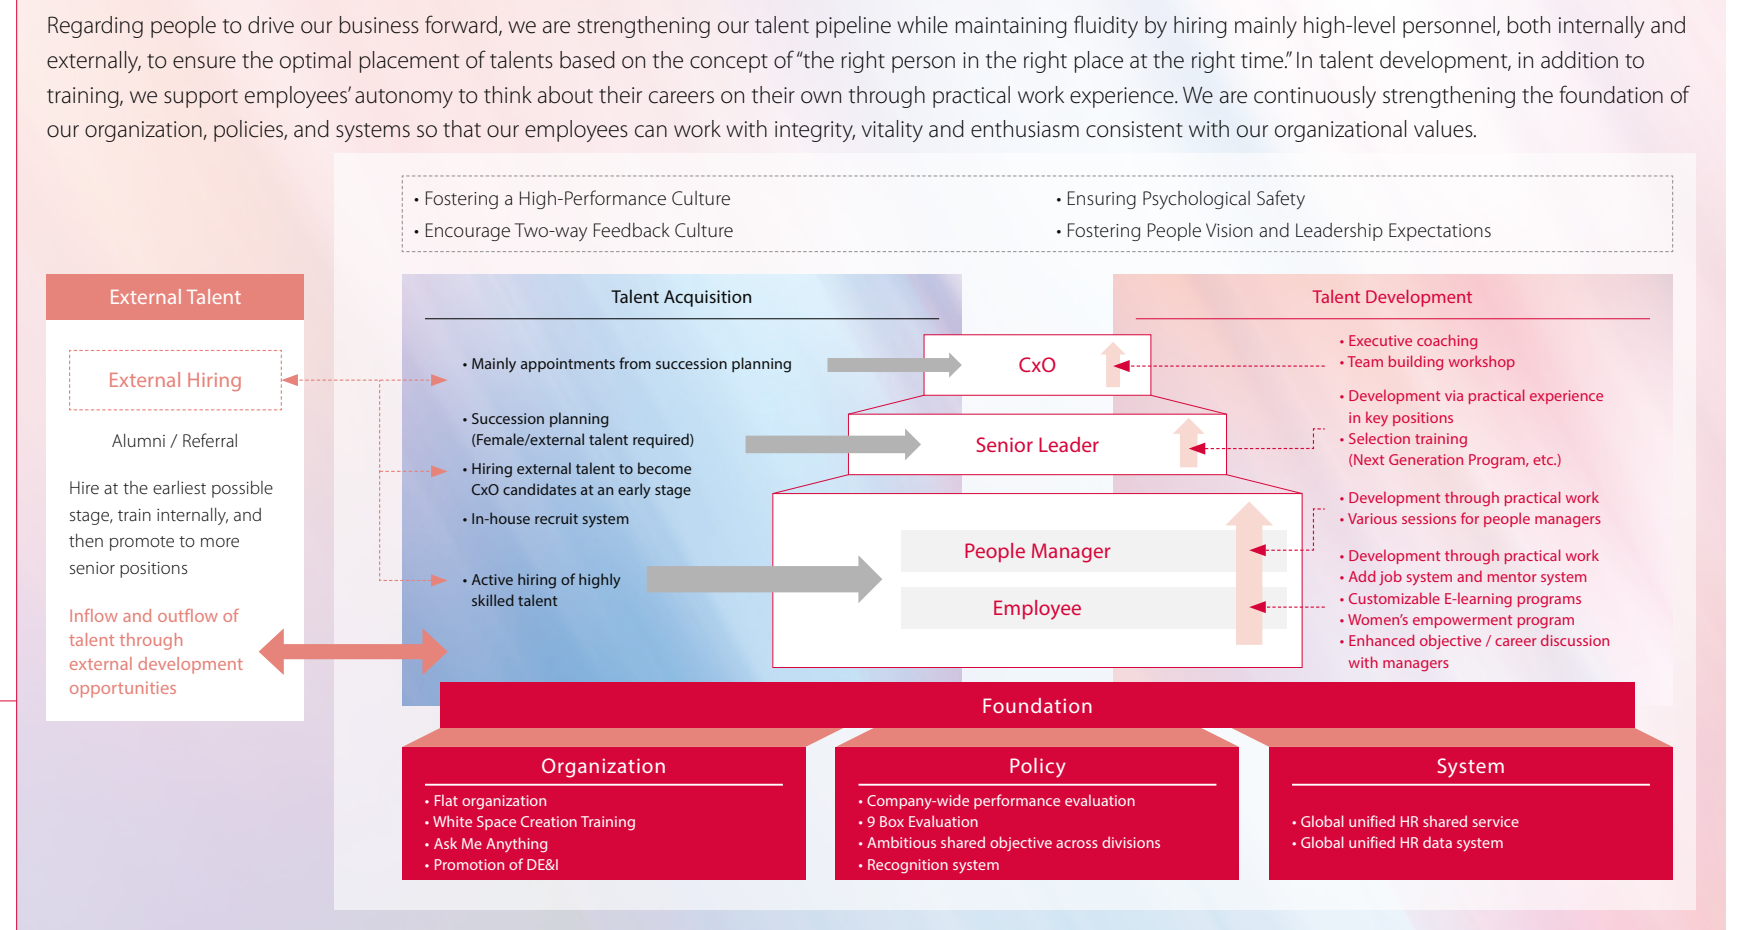 Regarding people to drive our business forward, we are strengthening our talent pipeline while maintaining fluidity by hiring mainly high-level personnel, both internally and
externally, to ensure the optimal placement of talents based on the concept of “the right person in the right place at the right time.” In talent development, in addition to
training, we support employees’ autonomy to think about their careers on their own through practical work experience. We are continuously strengthening the foundation of
our organization, policies, and systems so that our employees can work with integrity, vitality and enthusiasm consistent with our organizational values.
• Fostering a High-Performance Culture
• Encourage Two-way Feedback Culture
• Ensuring Psychological Safety
• Fostering People Vision and Leadership Expectations
External Talent
External Hiring
Alumni / Referral
Hire at the earliest possible
stage, train internally, and
then promote to more
senior positions
Inflow and outflow of
talent through
external development
opportunities
Talent Acquisition
• Mainly appointments from succession planning
• Succession planning
(Female/external talent required)
• Hiring external talent to become
CxO candidates at an early stage
• In-house recruit system
• Active hiring of highly
skilled talent
CxO
Senior Leader
People Manager
Employee
Talent Development
• Executive coaching
• Team building workshop
• Development via practical experience
in key positions
• Selection training
(Next Generation Program, etc.)
• Development through practical work
• Various sessions for people managers
• Development through practical work
• Add job system and mentor system
• Customizable E-learning programs
• Women’s empowerment program
• Enhanced objective / career discussion
with managers
Foundation
Organization
• Flat organization
• White Space Creation Training
• Ask Me Anything
• Promotion of DE&I
Policy
• Company-wide performance evaluation
• 9 Box Evaluation
• Ambitious shared objective across divisions
• Recognition system
System
• Global unified HR shared service
• Global unified HR data system